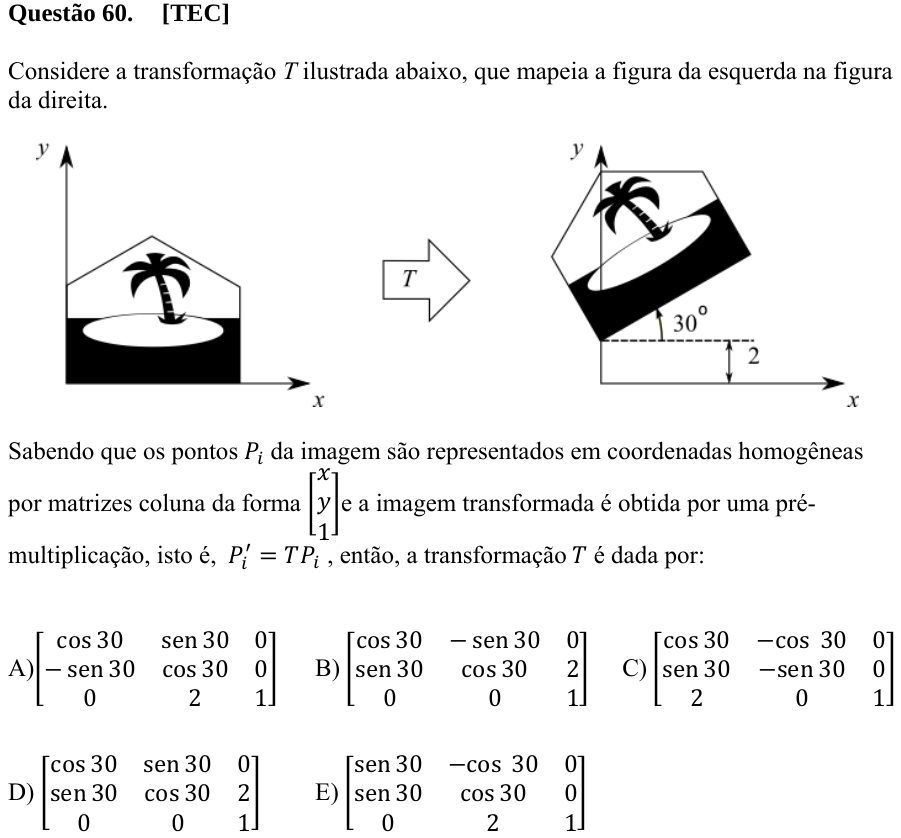 Questão 60. [TEC]
Considere a transformação T ilustrada abaixo, que mapeia a figura da esquerda na figura
da direita.
y
x
T
y
30°
2
x
Sabendo que os pontos P_i da imagem são representados em coordenadas homogêneas
por matrizes coluna da forma [x y 1] e a imagem transformada é obtida por uma pré-
multiplicação, isto é, P_i′ = TP_i , então, a transformação T é dada por:
A) [cos 30 sen 30 0
− sen 30 cos 30 0
0 2 1]
B) [cos 30 − sen 30 0
sen 30 cos 30 2
0 0 1]
C) [cos 30 −cos 30 0
sen 30 −sen 30 0
2 0 1]
D) [cos 30 sen 30 0
sen 30 cos 30 2
0 0 1]
E) [sen 30 −cos 30 0
sen 30 cos 30 0
0 2 1]